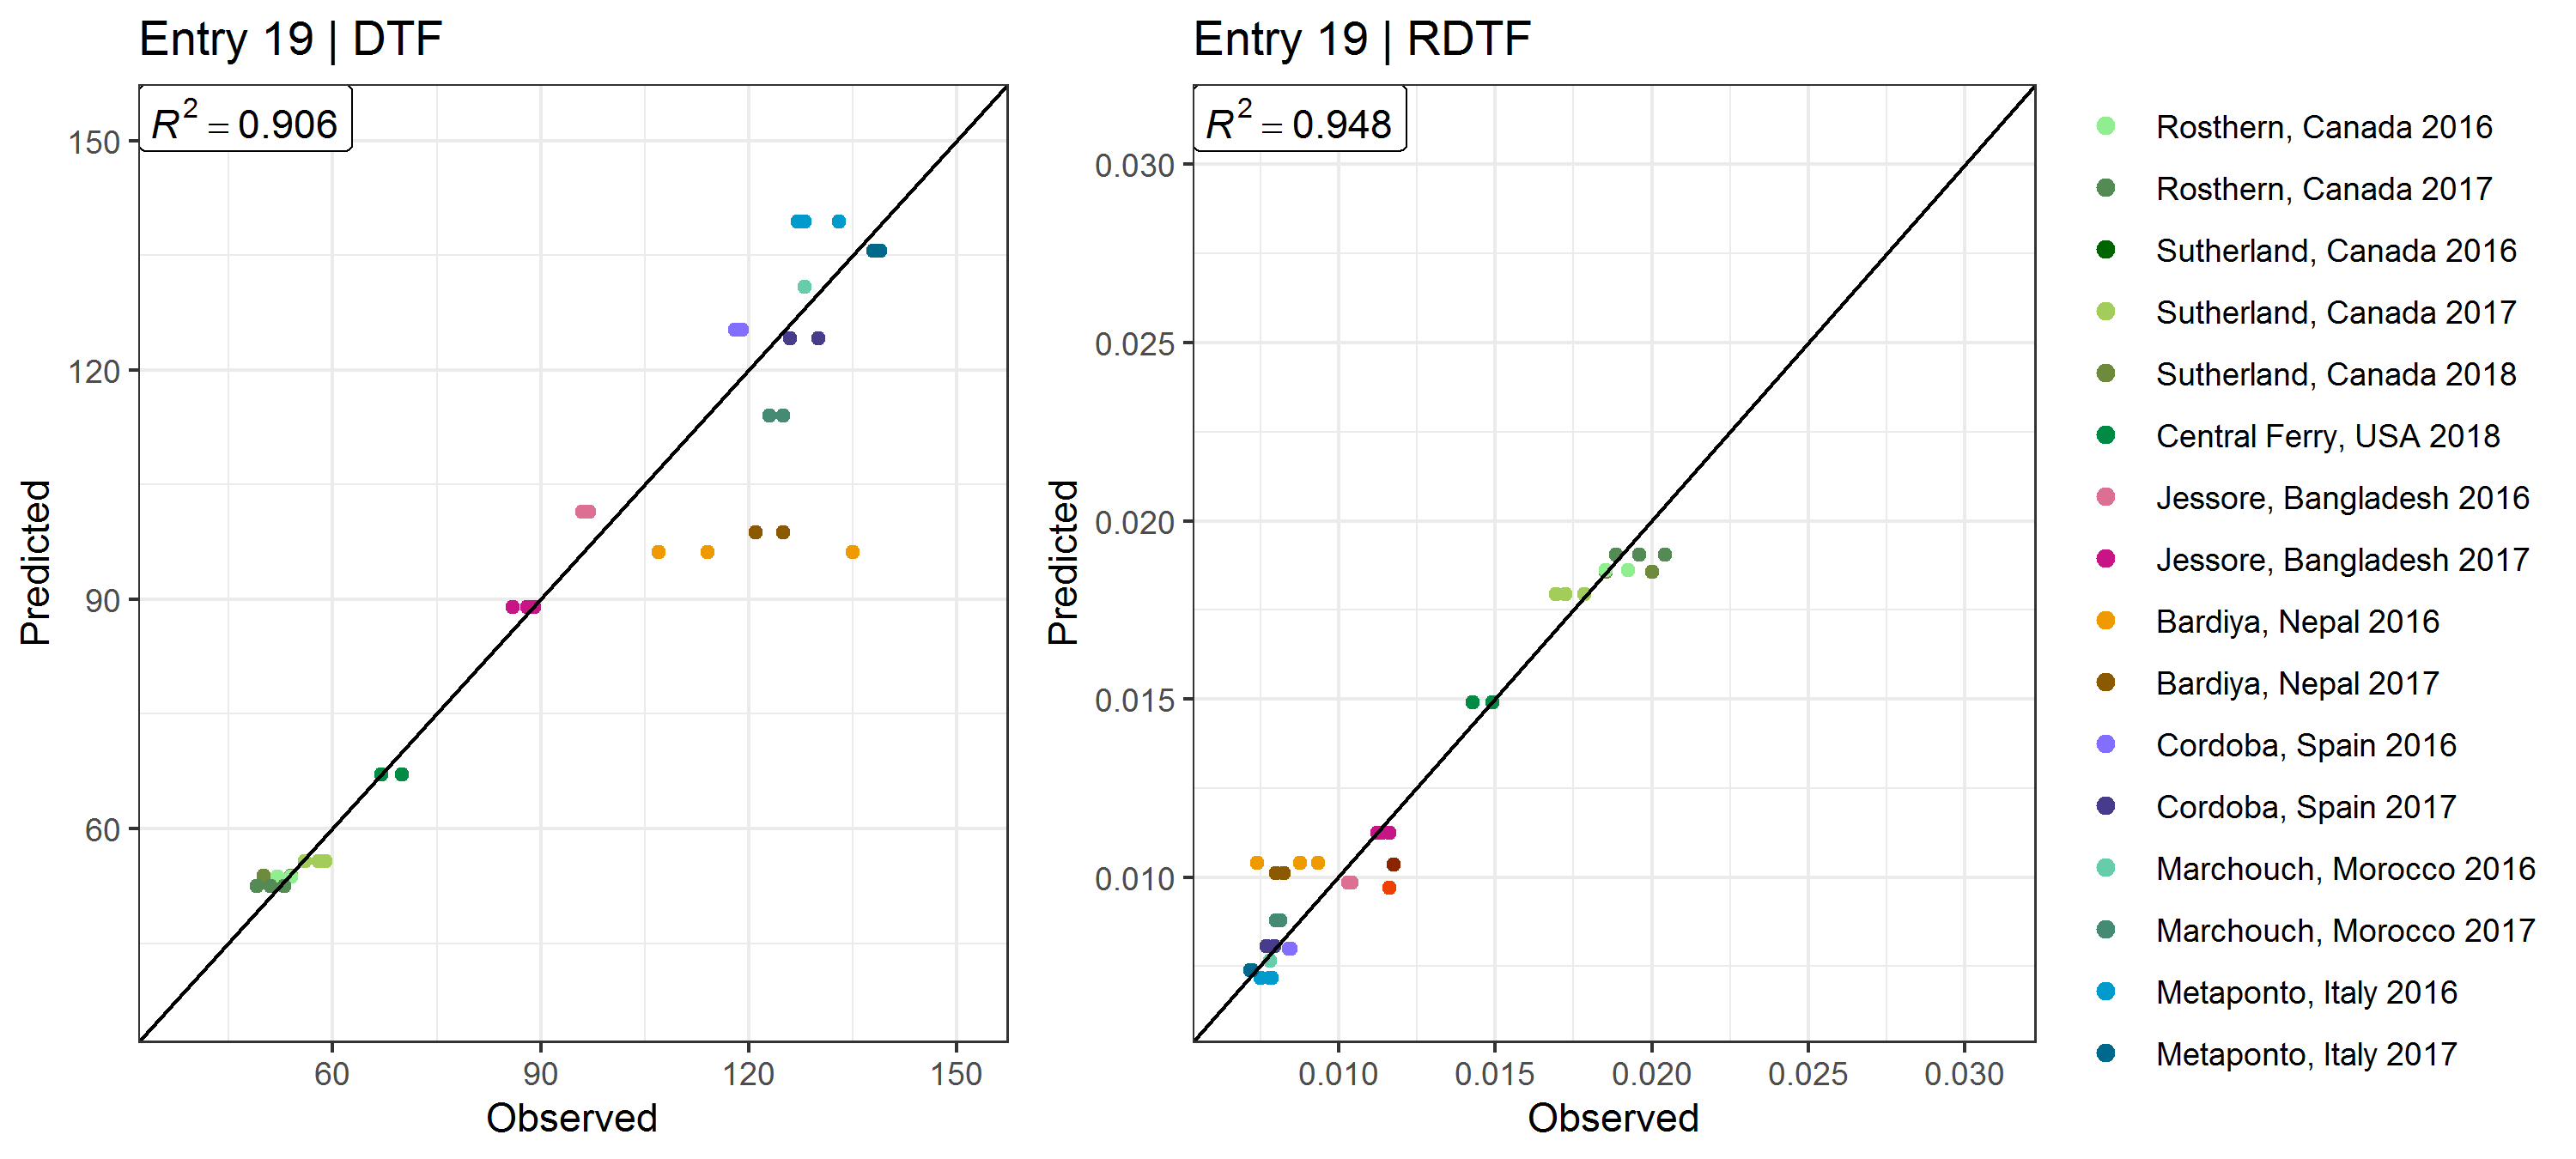 Entry 19 | DTF
R² = 0.906
150
120
90
60
Predicted
60 90 120 150
Observed
Entry 19 | RDTF
R² = 0.948
0.030
0.025
0.020
0.015
0.010
Predicted
0.010 0.015 0.020 0.025 0.030
Observed
Rosthern, Canada 2016
Rosthern, Canada 2017
Sutherland, Canada 2016
Sutherland, Canada 2017
Sutherland, Canada 2018
Central Ferry, USA 2018
Jessore, Bangladesh 2016
Jessore, Bangladesh 2017
Bardiya, Nepal 2016
Bardiya, Nepal 2017
Cordoba, Spain 2016
Cordoba, Spain 2017
Marchouch, Morocco 2016
Marchouch, Morocco 2017
Metaponto, Italy 2016
Metaponto, Italy 2017